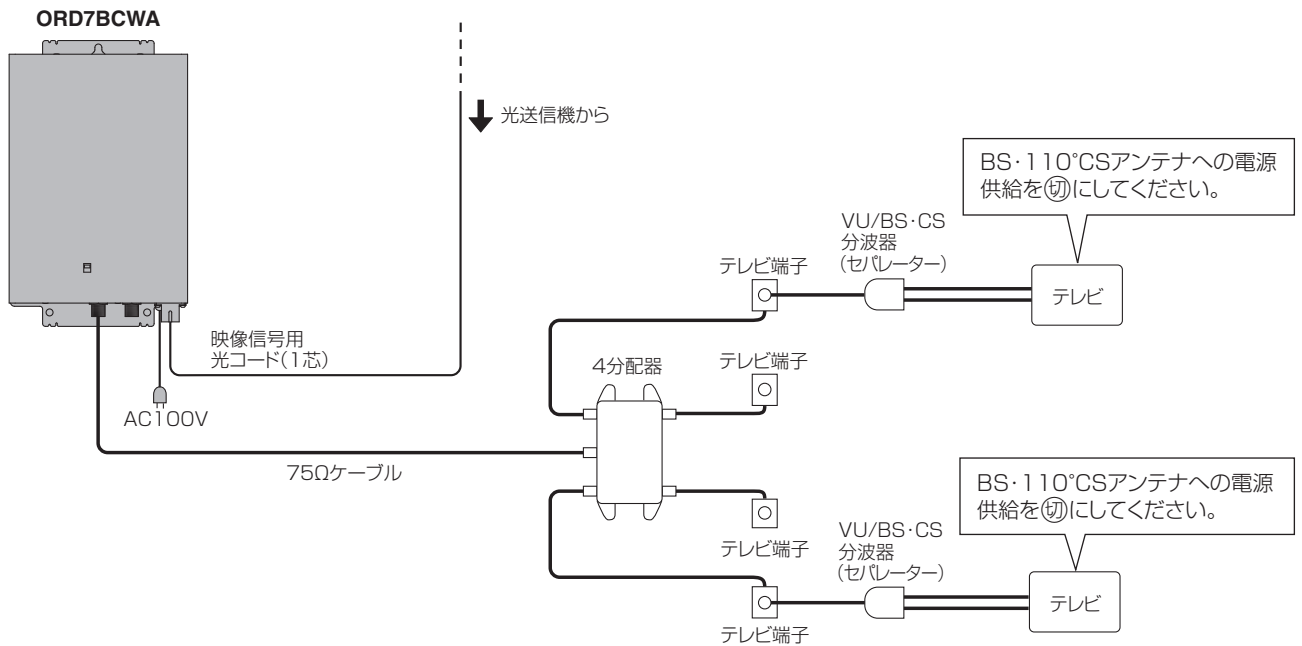 ORD7BCWA
光送信機から
BS・110°CSアンテナへの電源
供給を㊛にしてください。
VU/BS・CS
分波器
(セパレーター)
テレビ端子
テレビ
映像信号用
光コード(1芯)
4分配器
テレビ端子
AC100V
75Ωケーブル
BS・110°CSアンテナへの電源
供給を切にしてください。
VU/BS・CS
分波器
(セパレーター)
テレビ端子
テレビ
テレビ端子